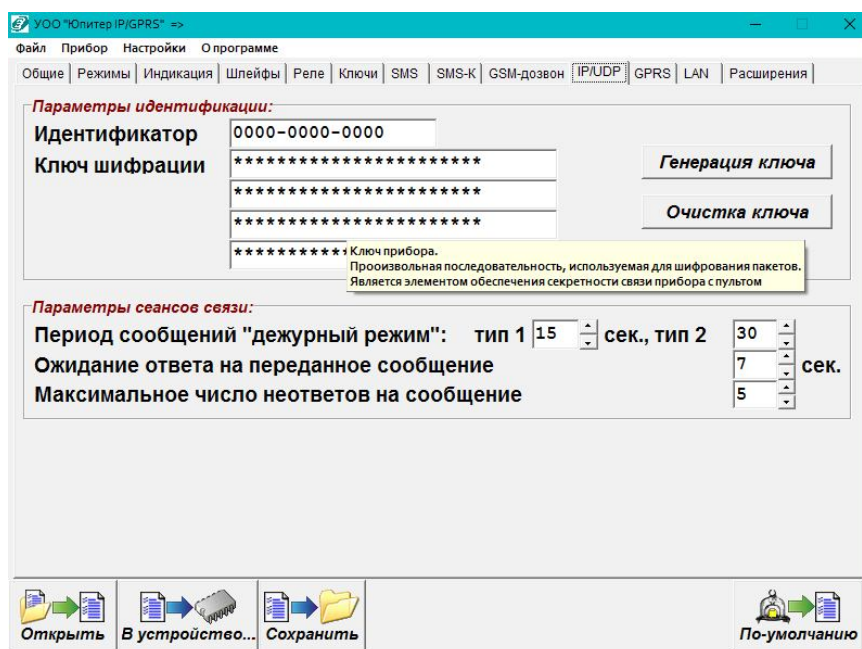 УОО "Юпитер IP/GPRS" =>
Файл Прибор Настройки О программе
Общие Режимы Индикация Шлейфы Реле Ключи SMS SMS-K GSM-дозвон IP/UDP GPRS LAN Расширения
Параметры идентификации:
Идентификатор 0000-0000-0000
Ключ шифрации ************************ Генерация ключа
************************
************************ Очистка ключа
Ключ прибора.
Прооизвольная последовательность, используемая для шифрования пакетов.
Является элементом обеспечения секретности связи прибора с пультом
Параметры сеансов связи:
Период сообщений "дежурный режим": тип 1 15 сек., тип 2 30
Ожидание ответа на переданное сообщение 7 сек.
Максимальное число неответов на сообщение 5
Открыть В устройство... Сохранить По-умолчанию